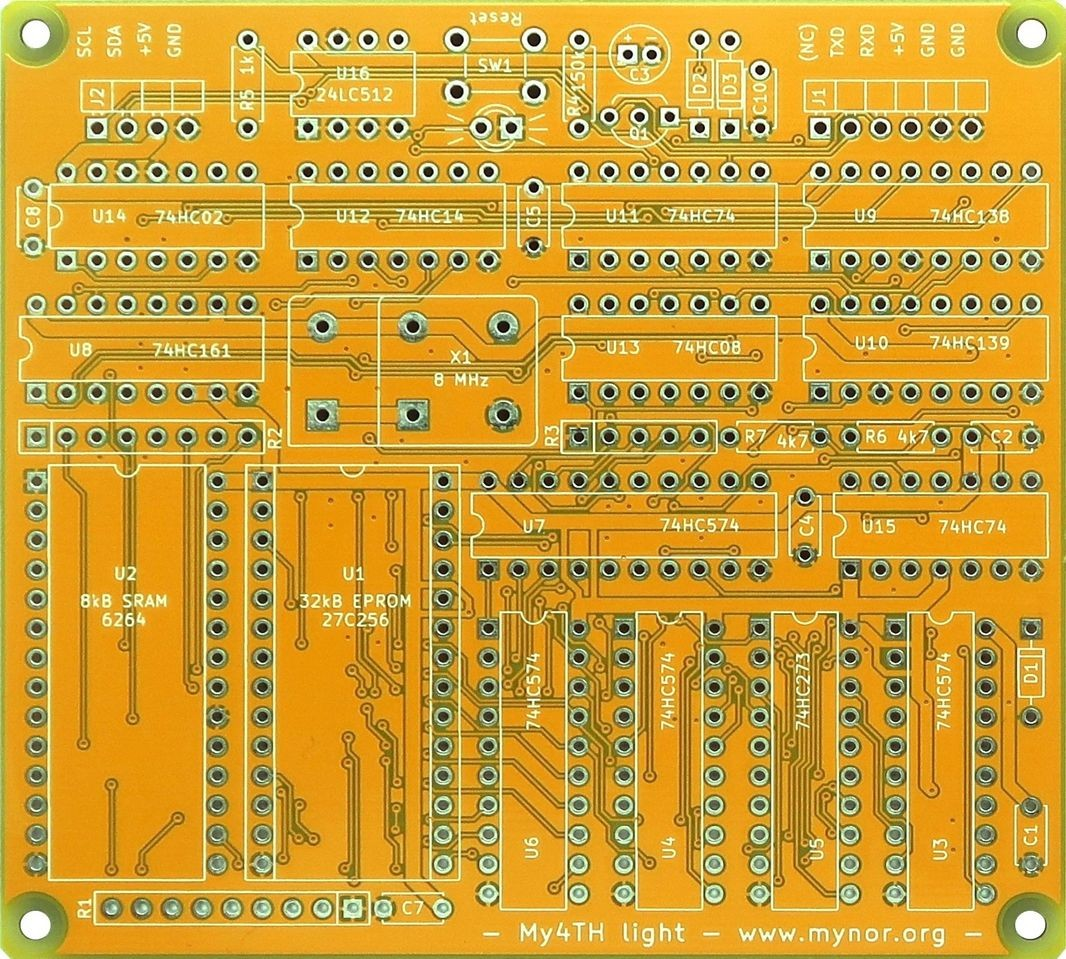 SCL
SDA
+5V
GND
J2
R5 1k
U16
24LC512
Reset
SW1
R4 150k
+
C3
Q1
D2
D3
C10
(NC)
TXD
RXD
+5V
GND
GND
J1
C8
U14 74HC02
U12 74HC14
C5
U11 74HC74
U9 74HC138
U8 74HC161
X1
8 MHz
U13 74HC08
U10 74HC139
R2
R3
R7 4k7
R6 4k7
C2
U7 74HC574
C4
U15 74HC74
U2
8kB SRAM
6264
U1
32kB EPROM
27C256
74HC574
U6
74HC574
U4
74HC273
U5
74HC574
U3
D1
C1
R1
C7
— My4TH light — www.mynor.org —